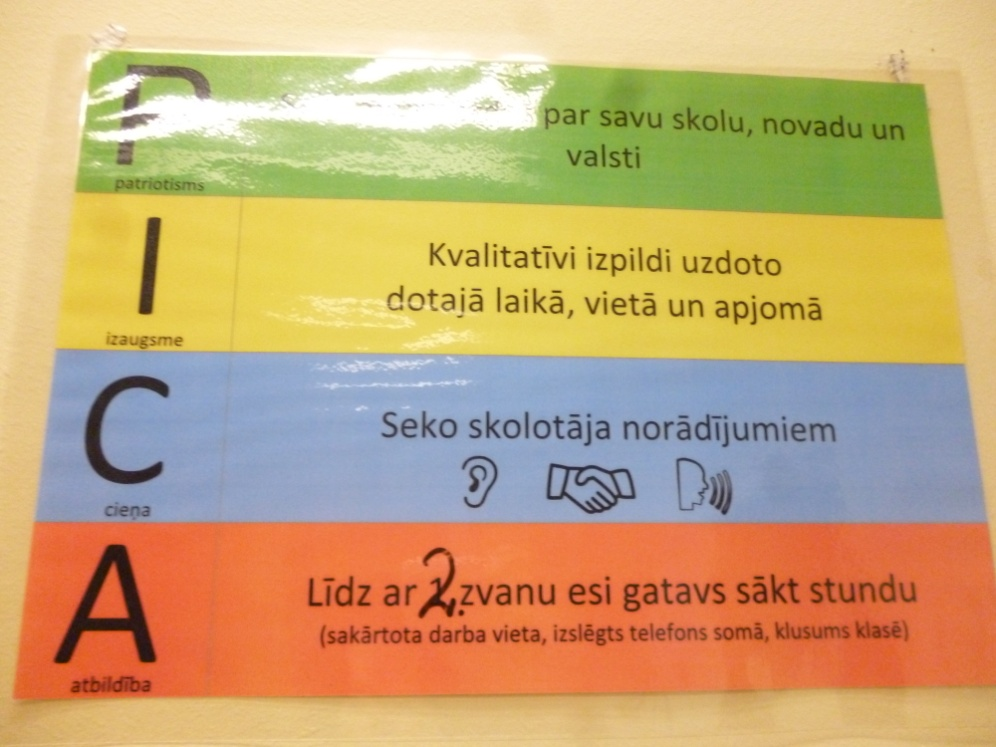 P
patriotisms
par savu skolu, novadu un
valsti
I
izaugsme
Kvalitatīvi izpildi uzdoto
dotajā laikā, vietā un apjomā
C
cieņa
Seko skolotāja norādījumiem
A
atbildība
Līdz ar 2.zvanu esi gatavs sākt stundu
(sakārtota darba vieta, izslēgts telefons somā, klusums klasē)